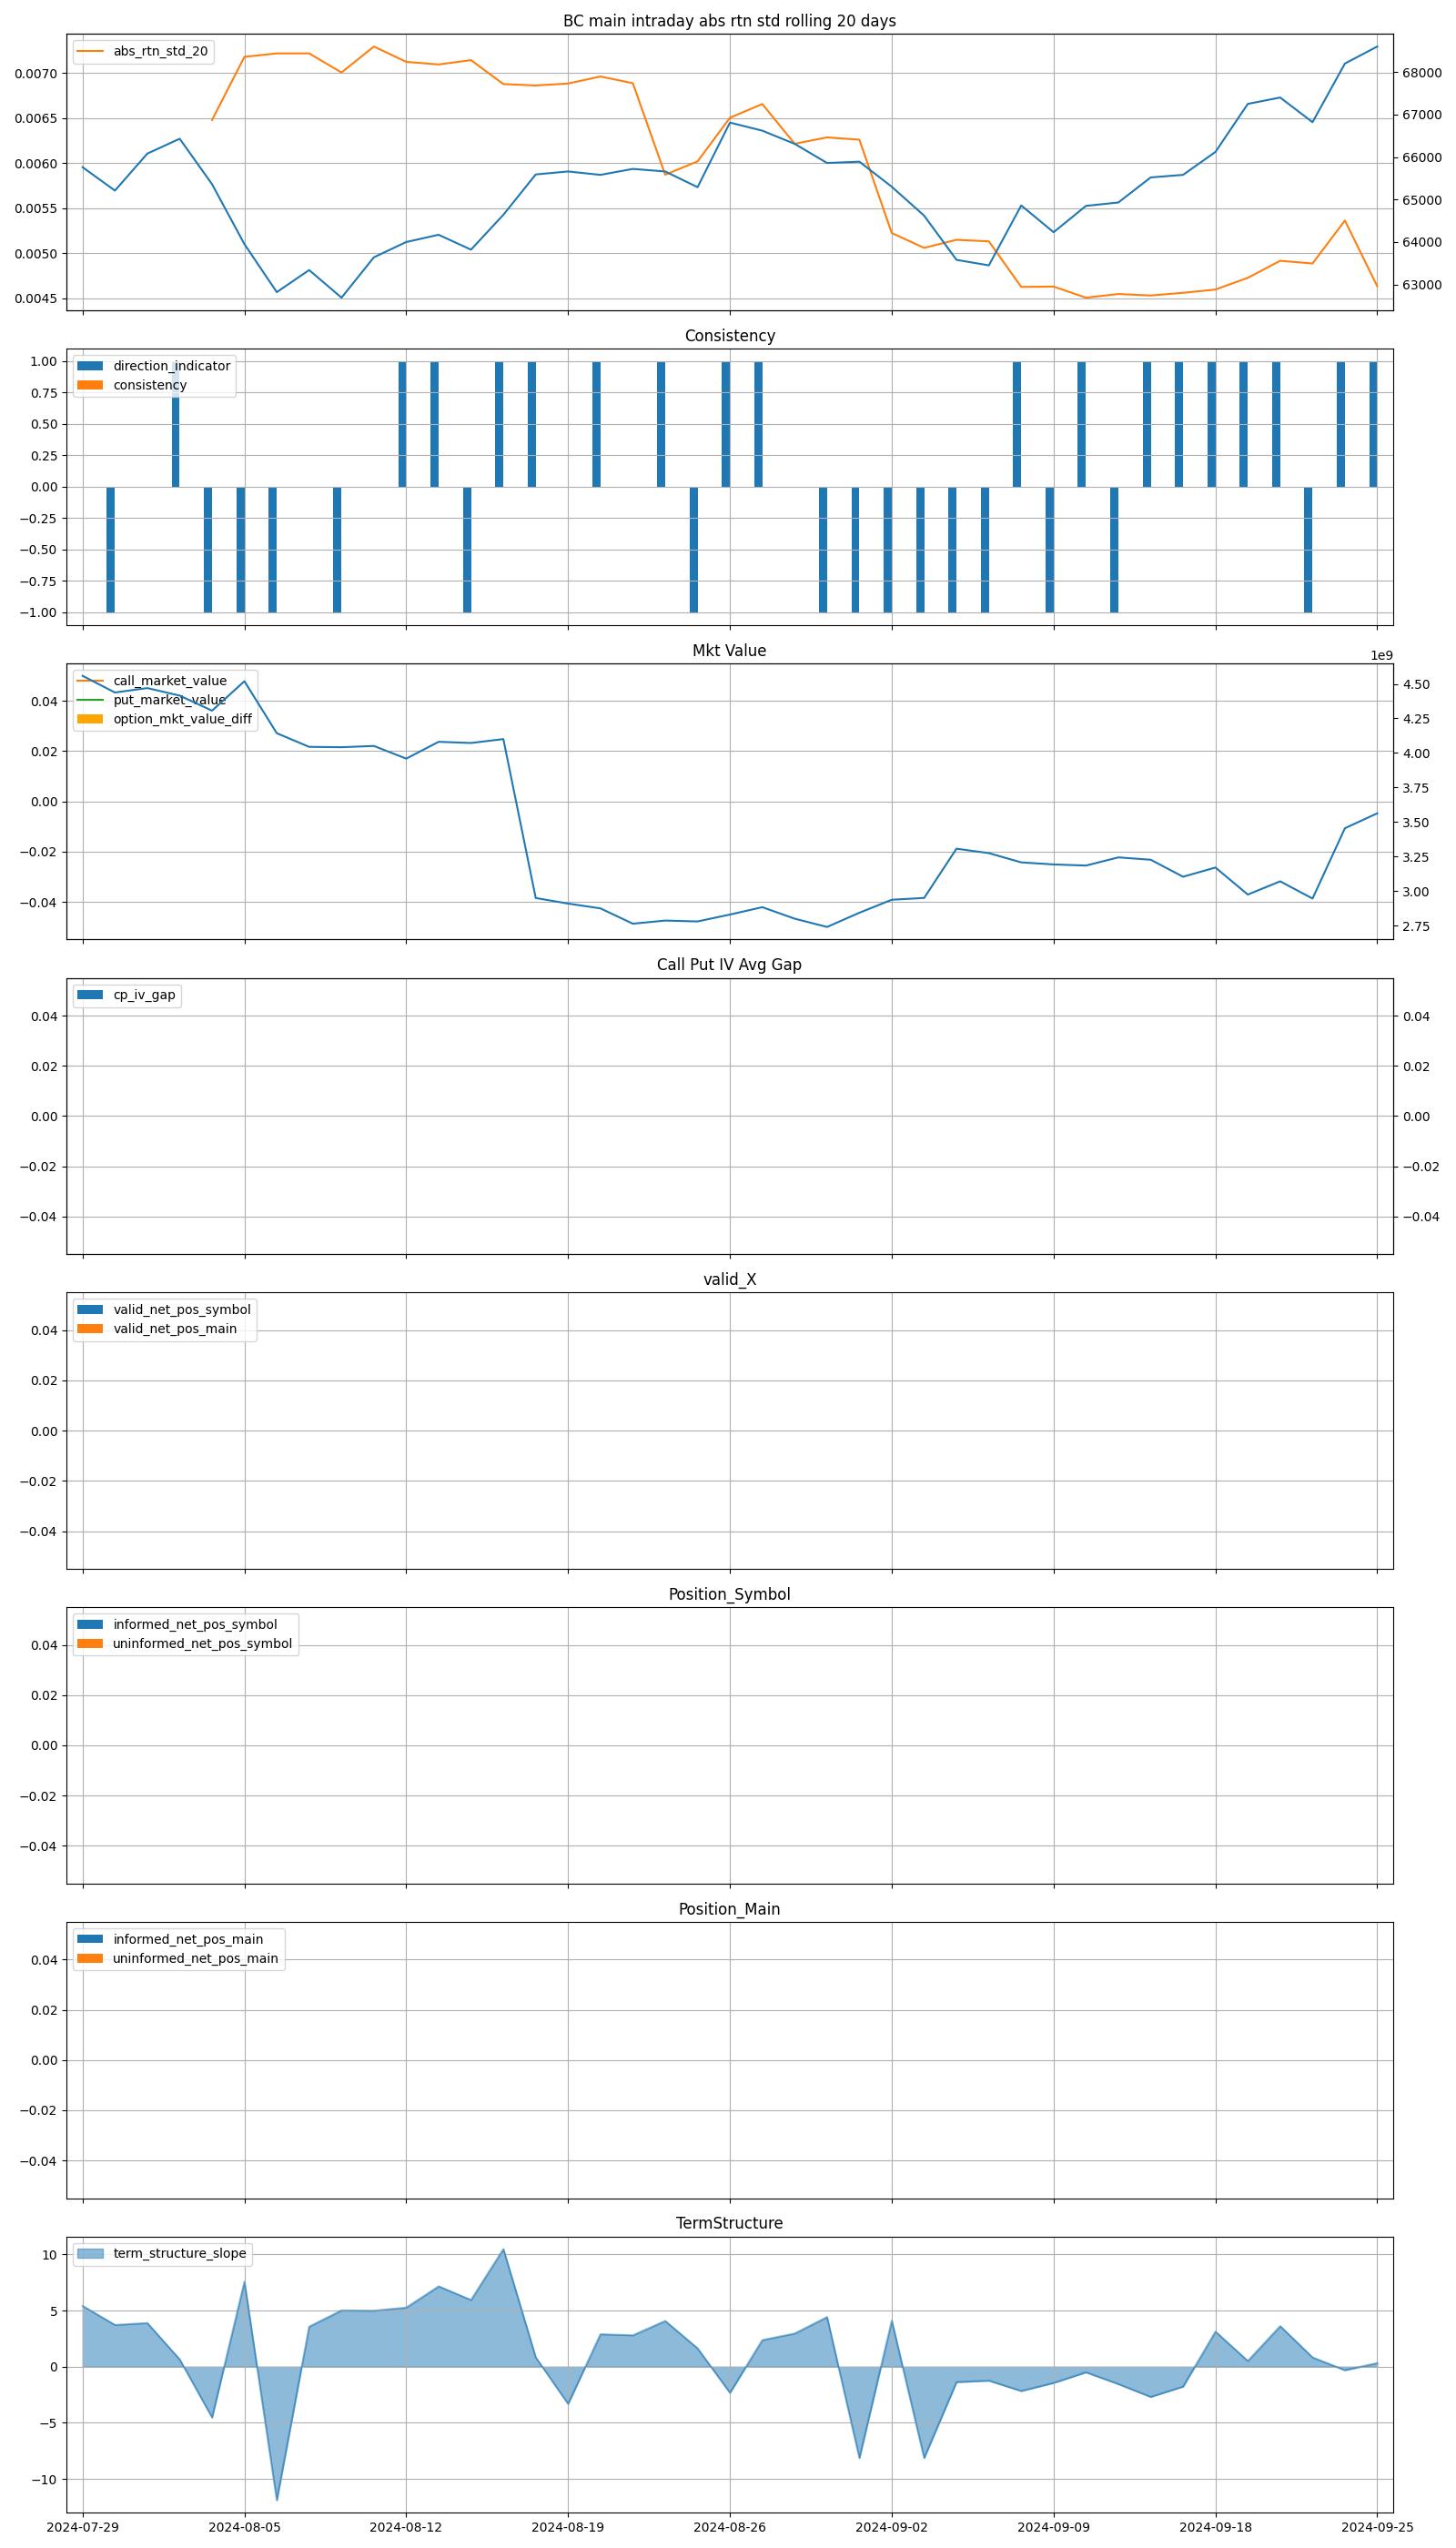 BC main intraday abs rtn std rolling 20 days
abs_rtn_std_20
0.0070
0.0065
0.0060
0.0055
0.0050
0.0045
68000
67000
66000
65000
64000
63000
Consistency
direction_indicator
consistency
1.00
0.75
0.50
0.25
0.00
−0.25
−0.50
−0.75
−1.00
Mkt Value
1e9
call_market_value
put_market_value
option_mkt_value_diff
0.04
0.02
0.00
−0.02
−0.04
4.50
4.25
4.00
3.75
3.50
3.25
3.00
2.75
Call Put IV Avg Gap
cp_iv_gap
0.04
0.02
0.00
−0.02
−0.04
0.04
0.02
0.00
−0.02
−0.04
valid_X
valid_net_pos_symbol
valid_net_pos_main
0.04
0.02
0.00
−0.02
−0.04
Position_Symbol
informed_net_pos_symbol
uninformed_net_pos_symbol
0.04
0.02
0.00
−0.02
−0.04
Position_Main
informed_net_pos_main
uninformed_net_pos_main
0.04
0.02
0.00
−0.02
−0.04
TermStructure
term_structure_slope
10
5
0
−5
−10
2024-07-29 2024-08-05 2024-08-12 2024-08-19 2024-08-26 2024-09-02 2024-09-09 2024-09-18 2024-09-25